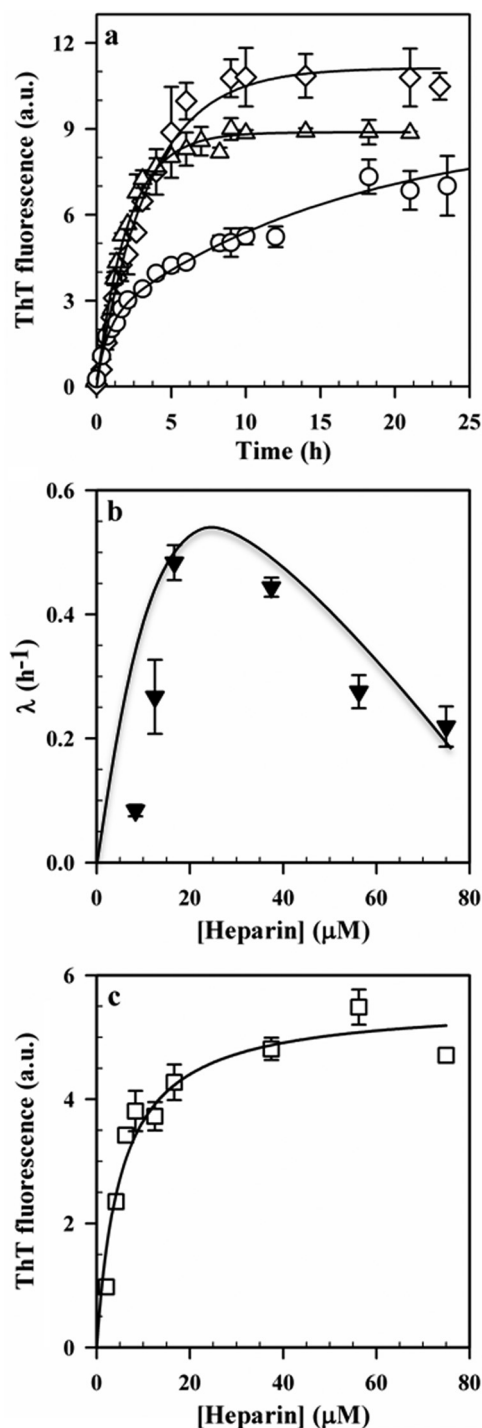 a
ThT fluorescence (a.u.)
12
9
6
3
0
0 5 10 15 20 25
Time (h)
b
λ (h-1)
0.6
0.4
0.2
0.0
0 20 40 60 80
[Heparin] (μM)
c
ThT fluorescence (a.u.)
6
4
2
0
0 20 40 60 80
[Heparin] (μM)